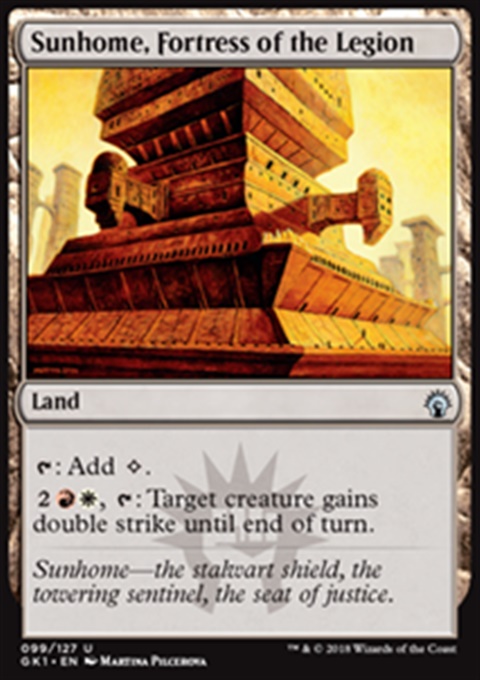 Sunhome, Fortress of the Legion
Land
: Add .
2 , : Target creature gains
double strike until end of turn.
Sunhome—the stalwart shield, the
towering sentinel, the seat of justice.
099/127 U
GK1 • EN Martina Pilcerova
™ & © 2018 Wizards of the Coast